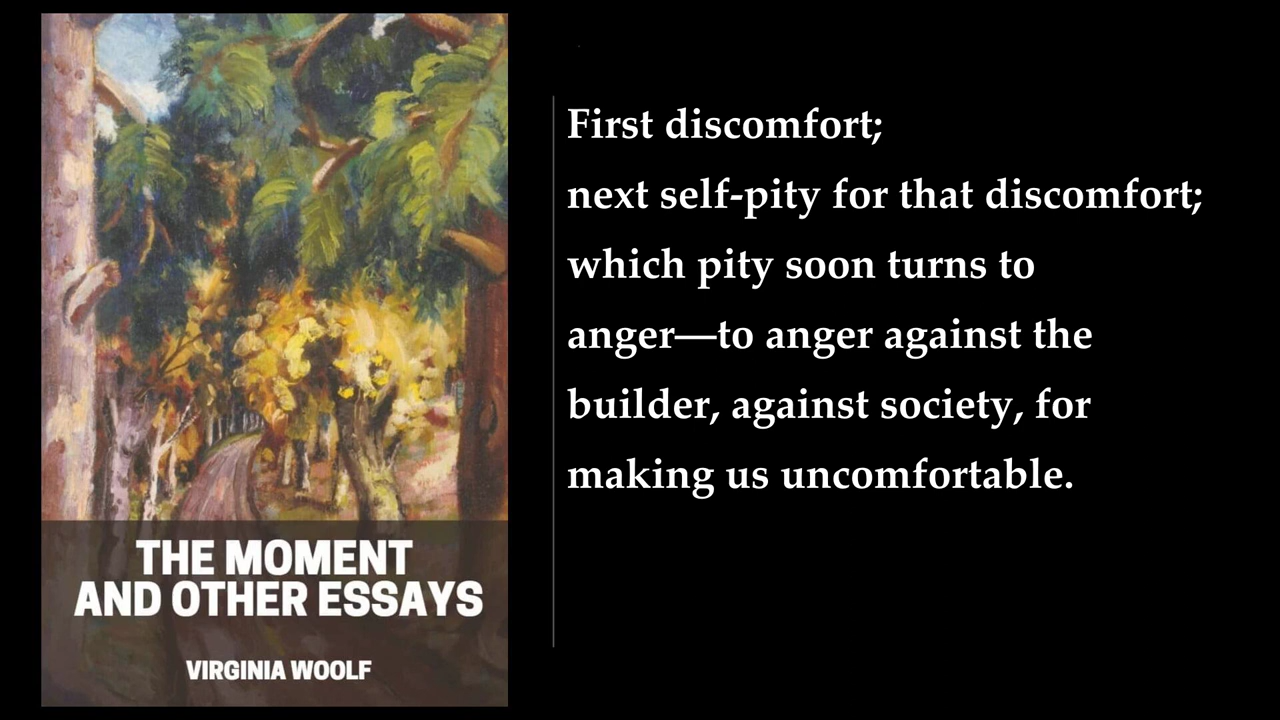 THE MOMENT
AND OTHER ESSAYS
VIRGINIA WOOLF
First discomfort;
next self-pity for that discomfort;
which pity soon turns to
anger—to anger against the
builder, against society, for
making us uncomfortable.